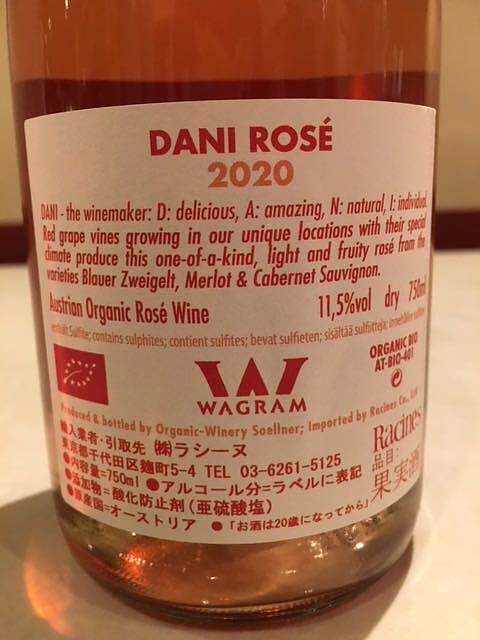 DANI ROSÉ
2020
DANI - the winemaker: D: delicious, A: amazing, N: natural, I: individual.
Red grape vines growing in our unique locations with their special
climate produce this one-of-a-kind, light and fruity rosé from the
varieties Blauer Zweigelt, Merlot & Cabernet Sauvignon.
Austrian Organic Rosé Wine 11,5%vol dry 750ml
enthält Sulfite; contains sulphites; contient sulfites; bevat sulfieten; sisältää sulfiitteja; innehåller sulfiter
ORGANIC BIO
AT-BIO-401
W
WAGRAM
Produced & bottled by Organic-Winery Soellner; Imported by Racines Co., Ltd
輸入業者・引取先 ㈱ラシーヌ
東京都千代田区麹町5-4 TEL 03-6261-5125
●内容量=750ml ●アルコール分=ラベルに表記
●添加物=酸化防止剤(亜硫酸塩)
●原産国=オーストリア ●「お酒は20歳になってから」
Racines
品目:
果実酒